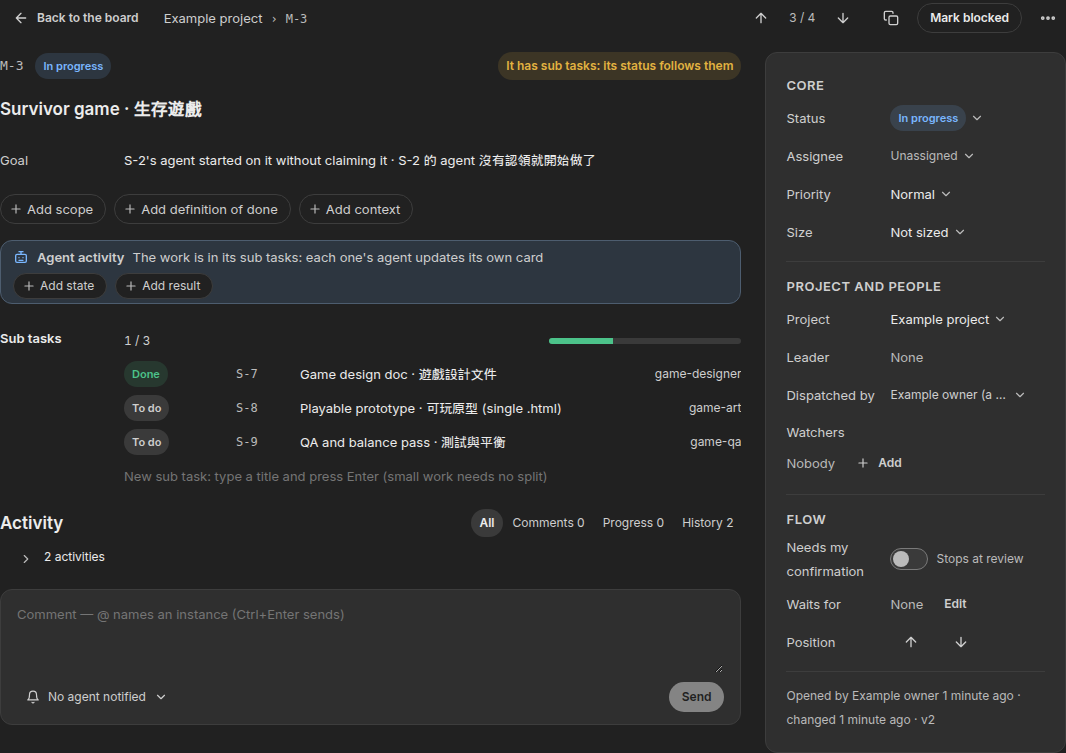 Back to the board Example project › M-3 3 / 4 Mark blocked
M-3 In progress It has sub tasks: its status follows them
Survivor game · 生存遊戲
Goal S-2's agent started on it without claiming it · S-2 的 agent 沒有認領就開始做了
+ Add scope + Add definition of done + Add context
Agent activity The work is in its sub tasks: each one's agent updates its own card
+ Add state + Add result
Sub tasks 1 / 3
Done S-7 Game design doc · 遊戲設計文件 game-designer
To do S-8 Playable prototype · 可玩原型 (single .html) game-art
To do S-9 QA and balance pass · 測試與平衡 game-qa
New sub task: type a title and press Enter (small work needs no split)
Activity All Comments 0 Progress 0 History 2
2 activities
Comment — @ names an instance (Ctrl+Enter sends)
No agent notified Send
CORE
Status In progress
Assignee Unassigned
Priority Normal
Size Not sized
PROJECT AND PEOPLE
Project Example project
Leader None
Dispatched by Example owner (a ...
Watchers
Nobody + Add
FLOW
Needs my
confirmation Stops at review
Waits for None Edit
Position
Opened by Example owner 1 minute ago ·
changed 1 minute ago · v2